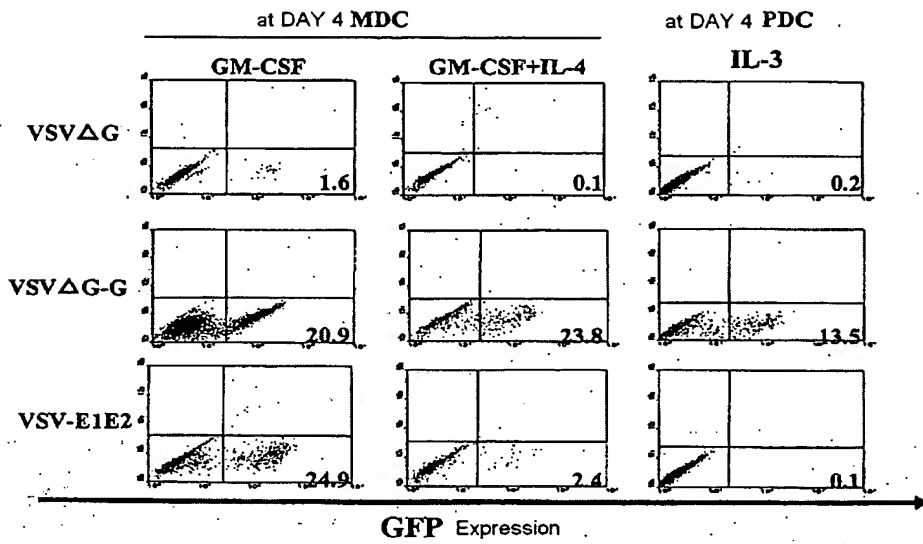 at DAY 4 MDC
at DAY 4 PDC
GM-CSF
GM-CSF+IL-4
IL-3
VSV△G
1.6
0.1
0.2
VSV△G-G
20.9
23.8
13.5
VSV-E1E2
24.9
2.4
0.1
GFP Expression